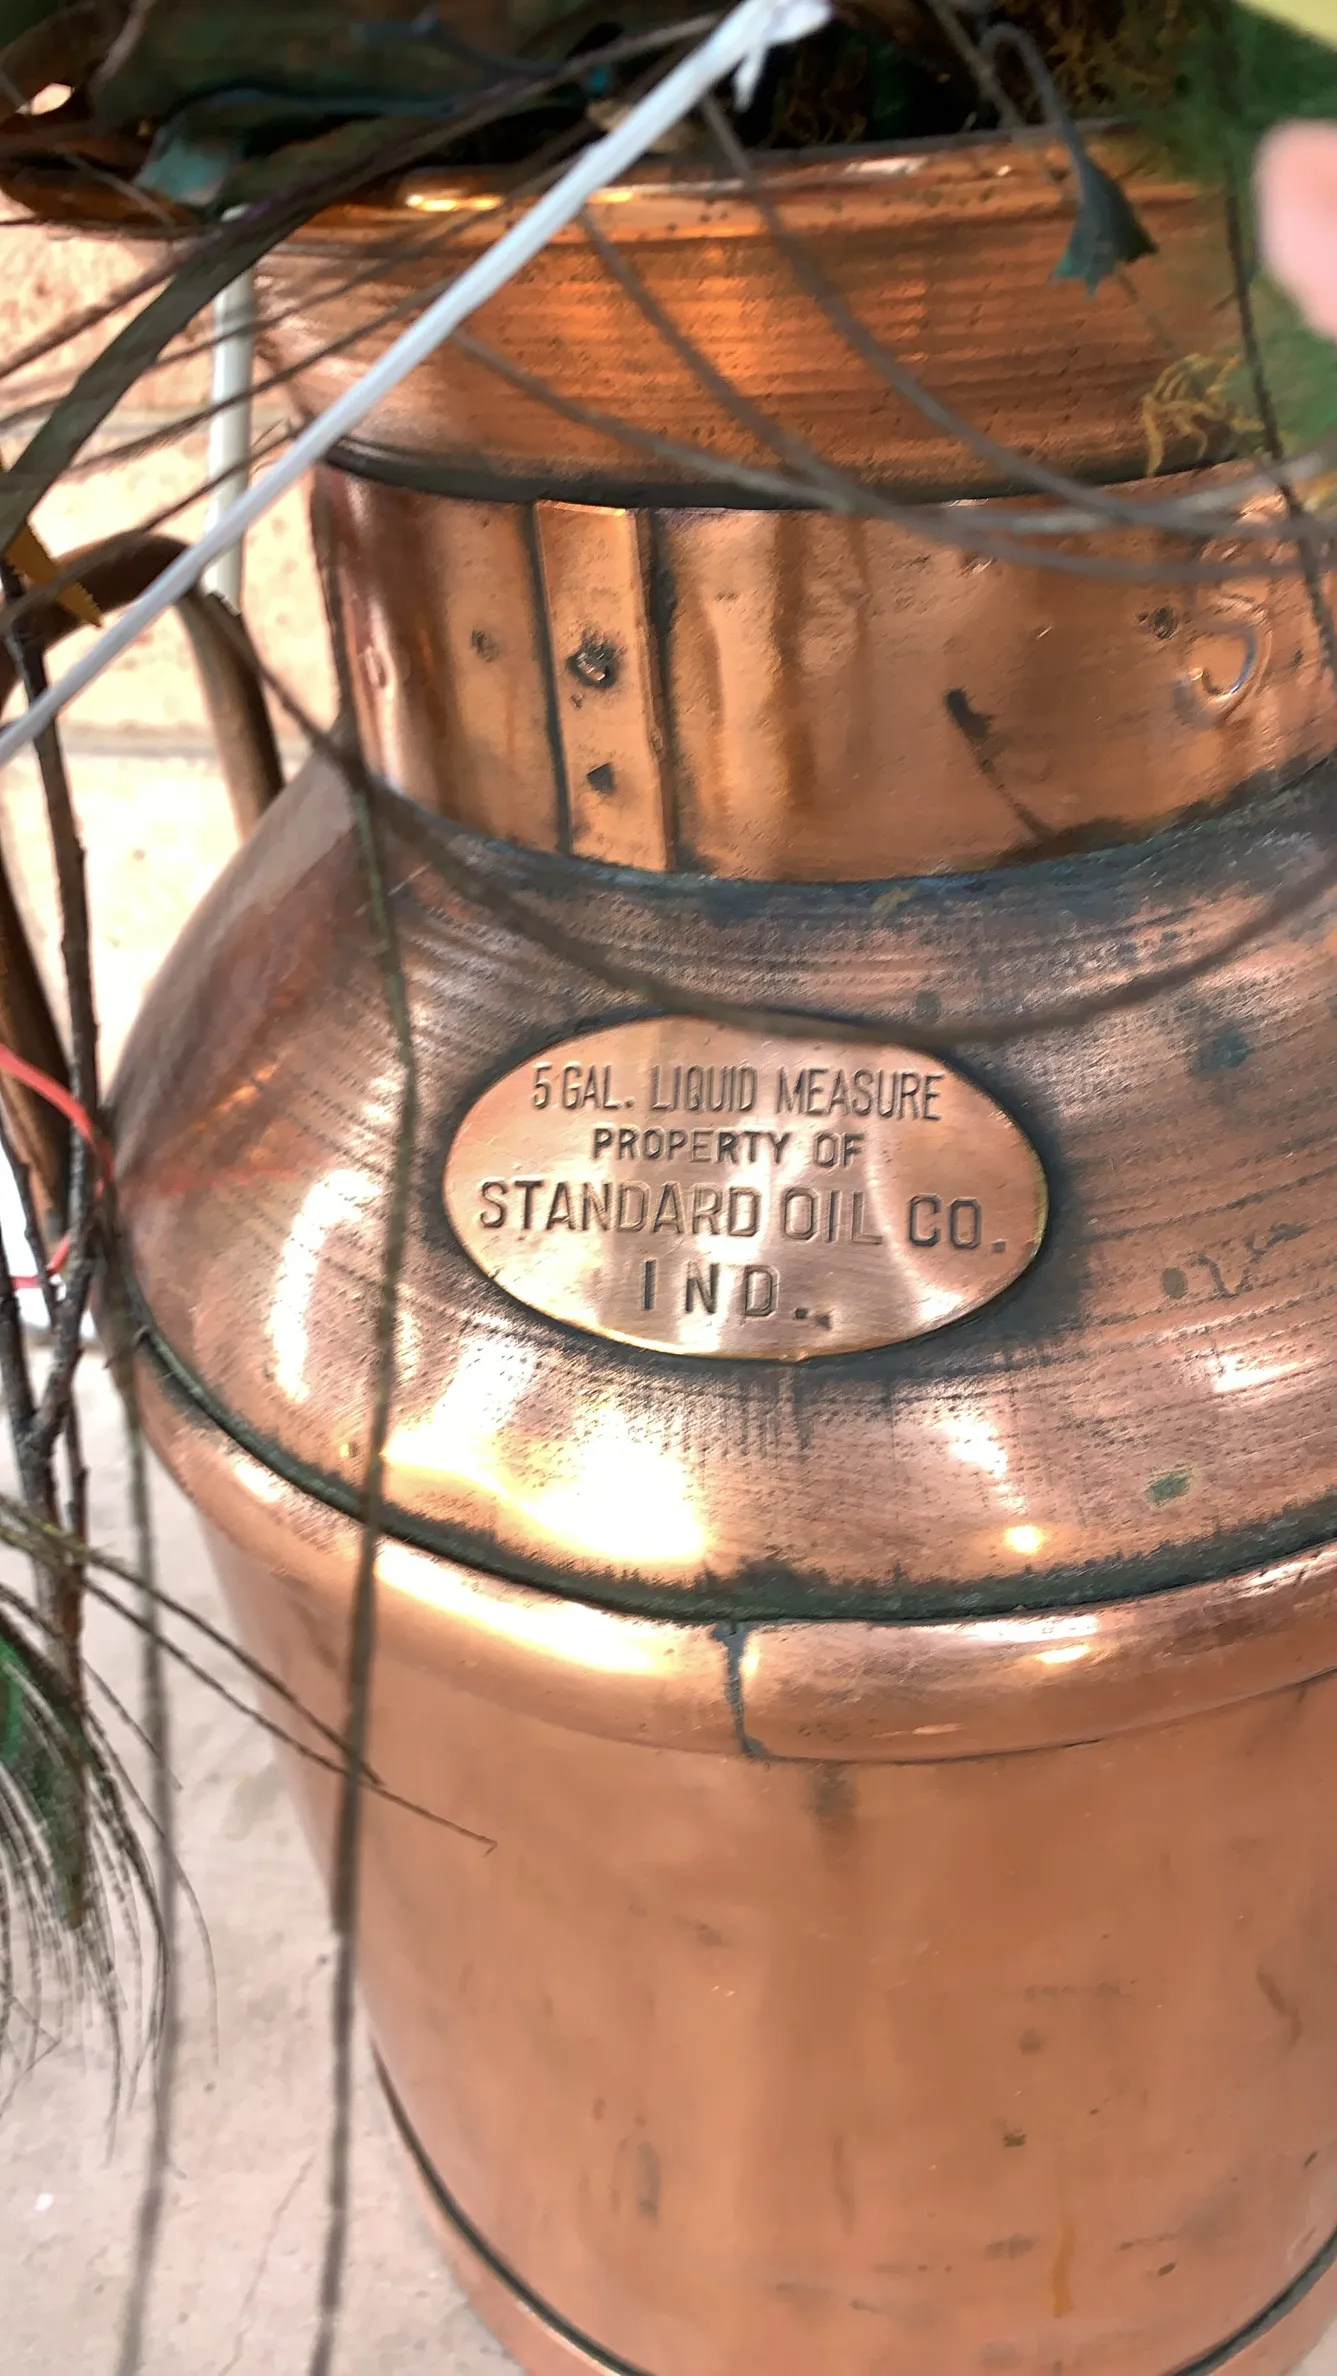 5 GAL. LIQUID MEASURE
PROPERTY OF
STANDARD OIL CO.
IND.